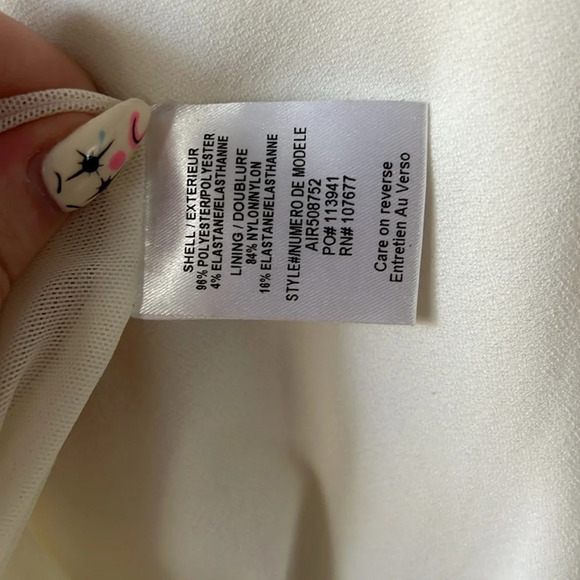 SHELL / EXTERIEUR
96% POLYESTER/POLYESTER
4% ELASTANE/ELASTHANNE
LINING / DOUBLURE
84% NYLON/NYLON
16% ELASTANE/ELASTHANNE
STYLE#/NUMERO DE MODELE
AIR508752
PO# 113941
RN# 107677
Care on reverse
Entretien Au Verso